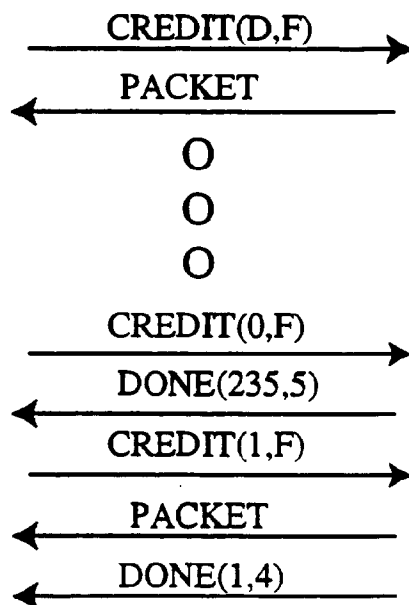 CREDIT(D,F)
PACKET
O
O
O
CREDIT(0,F)
DONE(235,5)
CREDIT(1,F)
PACKET
DONE(1,4)